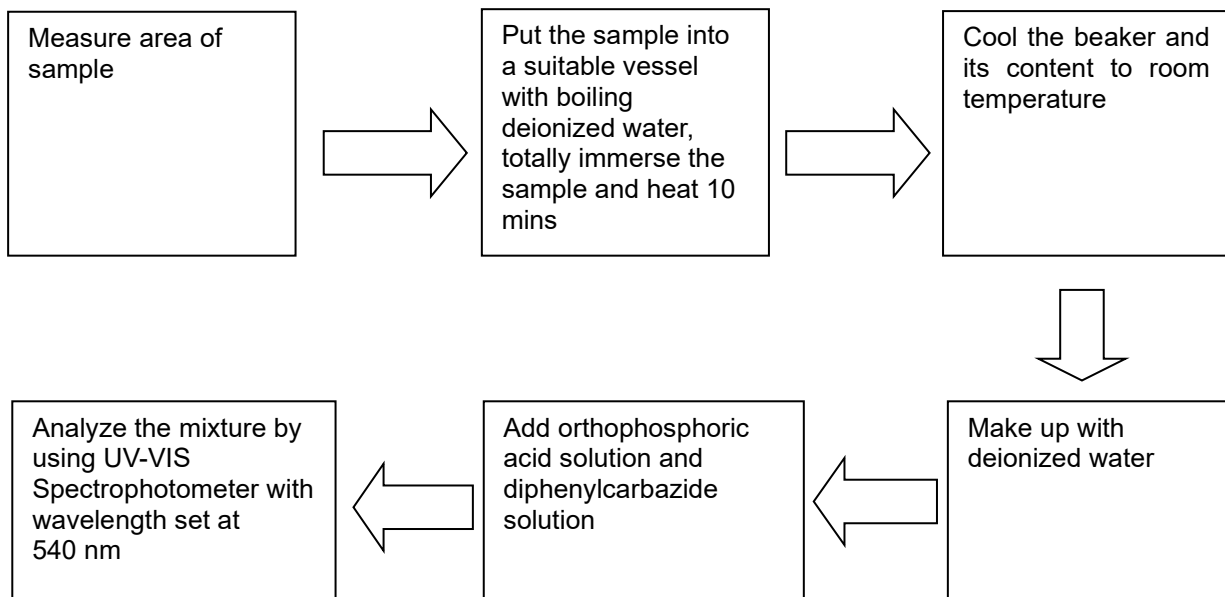 Measure area of
sample
Put the sample into
a suitable vessel
with boiling
deionized water,
totally immerse the
sample and heat 10
mins
Cool the beaker and
its content to room
temperature
Make up with
deionized water
Add orthophosphoric
acid solution and
diphenylcarbazide
solution
Analyze the mixture by
using UV-VIS
Spectrophotometer with
wavelength set at
540 nm